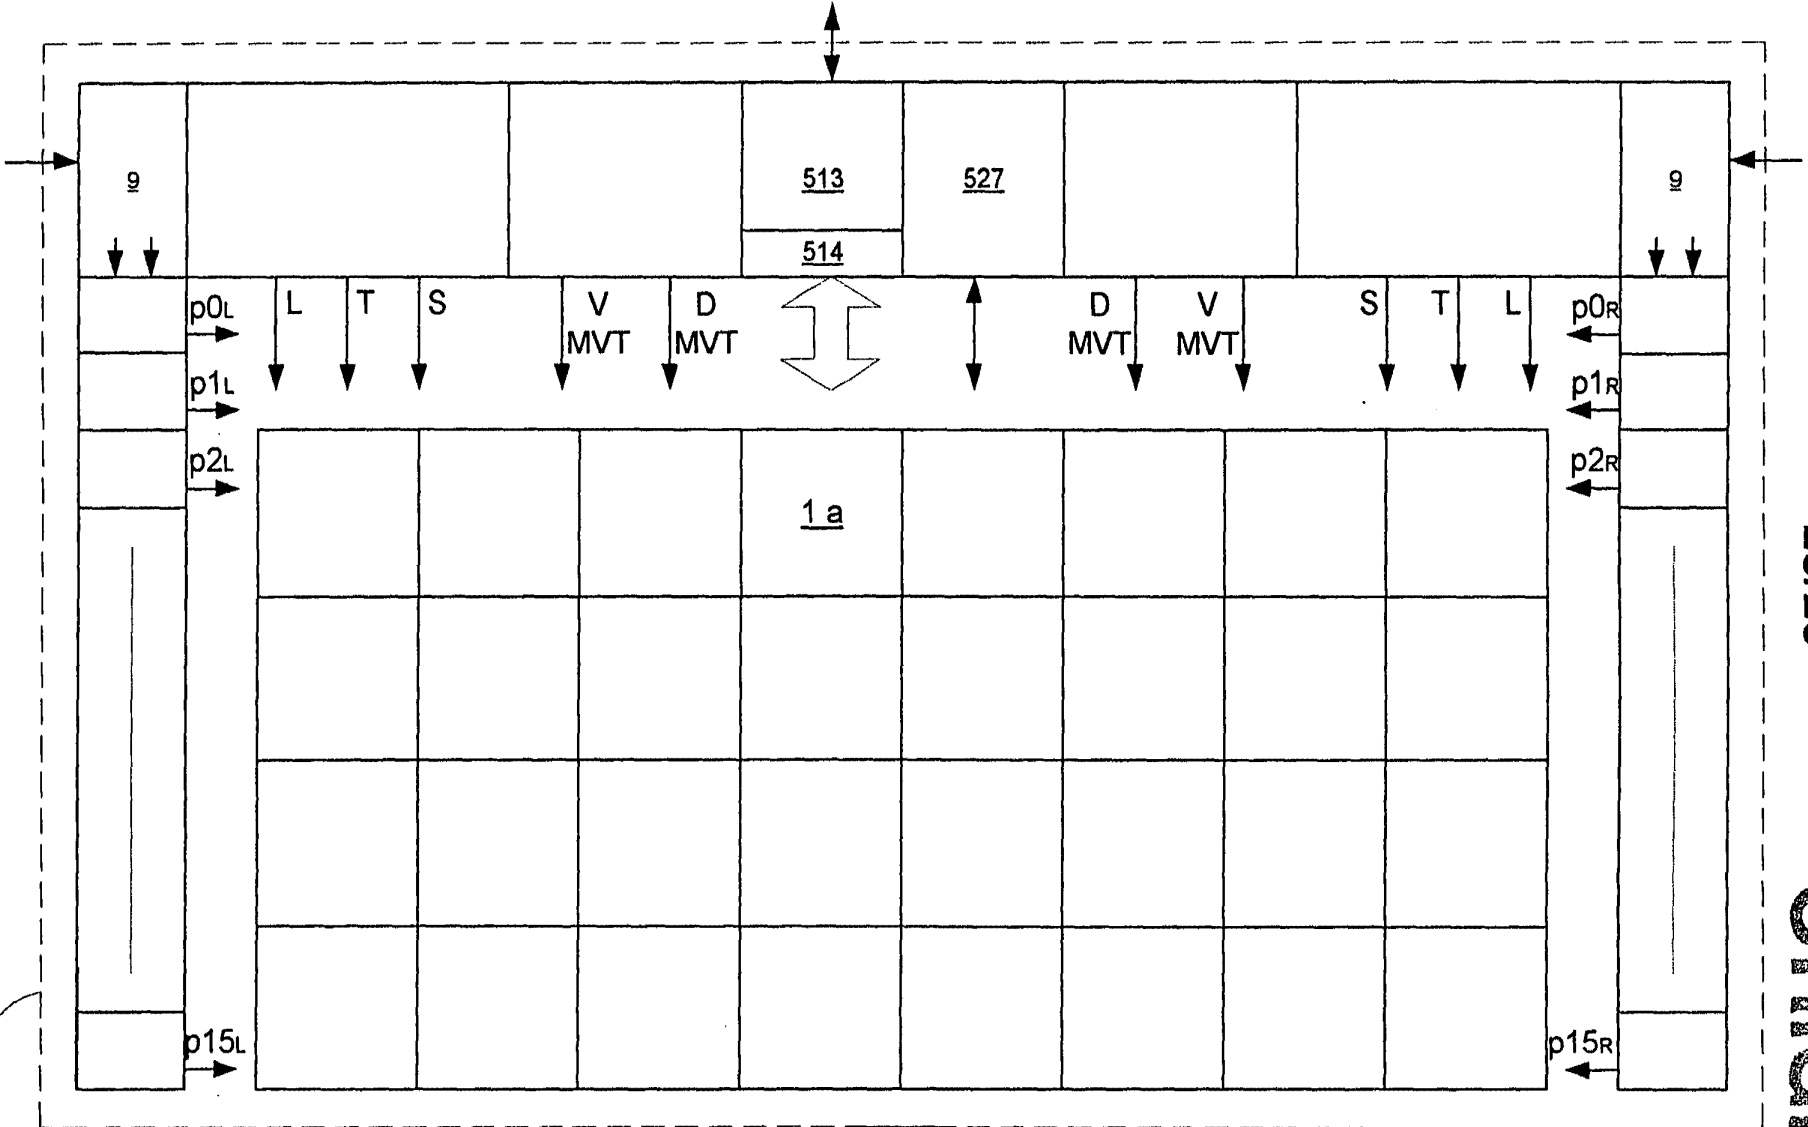 9 513 527 9
514
p0L L T S V D D V S T L p0R
MVT MVT MVT MVT
p1L p1R
p2L p2R
1 a
p15L p15R